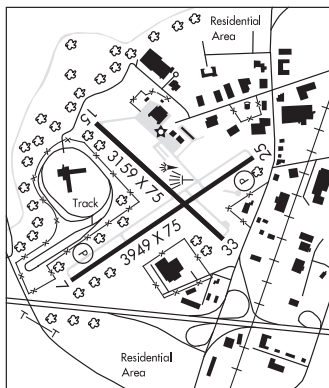 Residential
Area
15
3159 X 75
25
P
Track
P
3949 X 75
33
7
Residential
Area